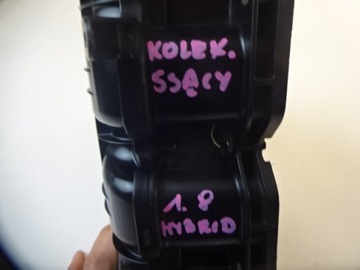 KOLEK.
SSĄCY
1.8
HYBRID